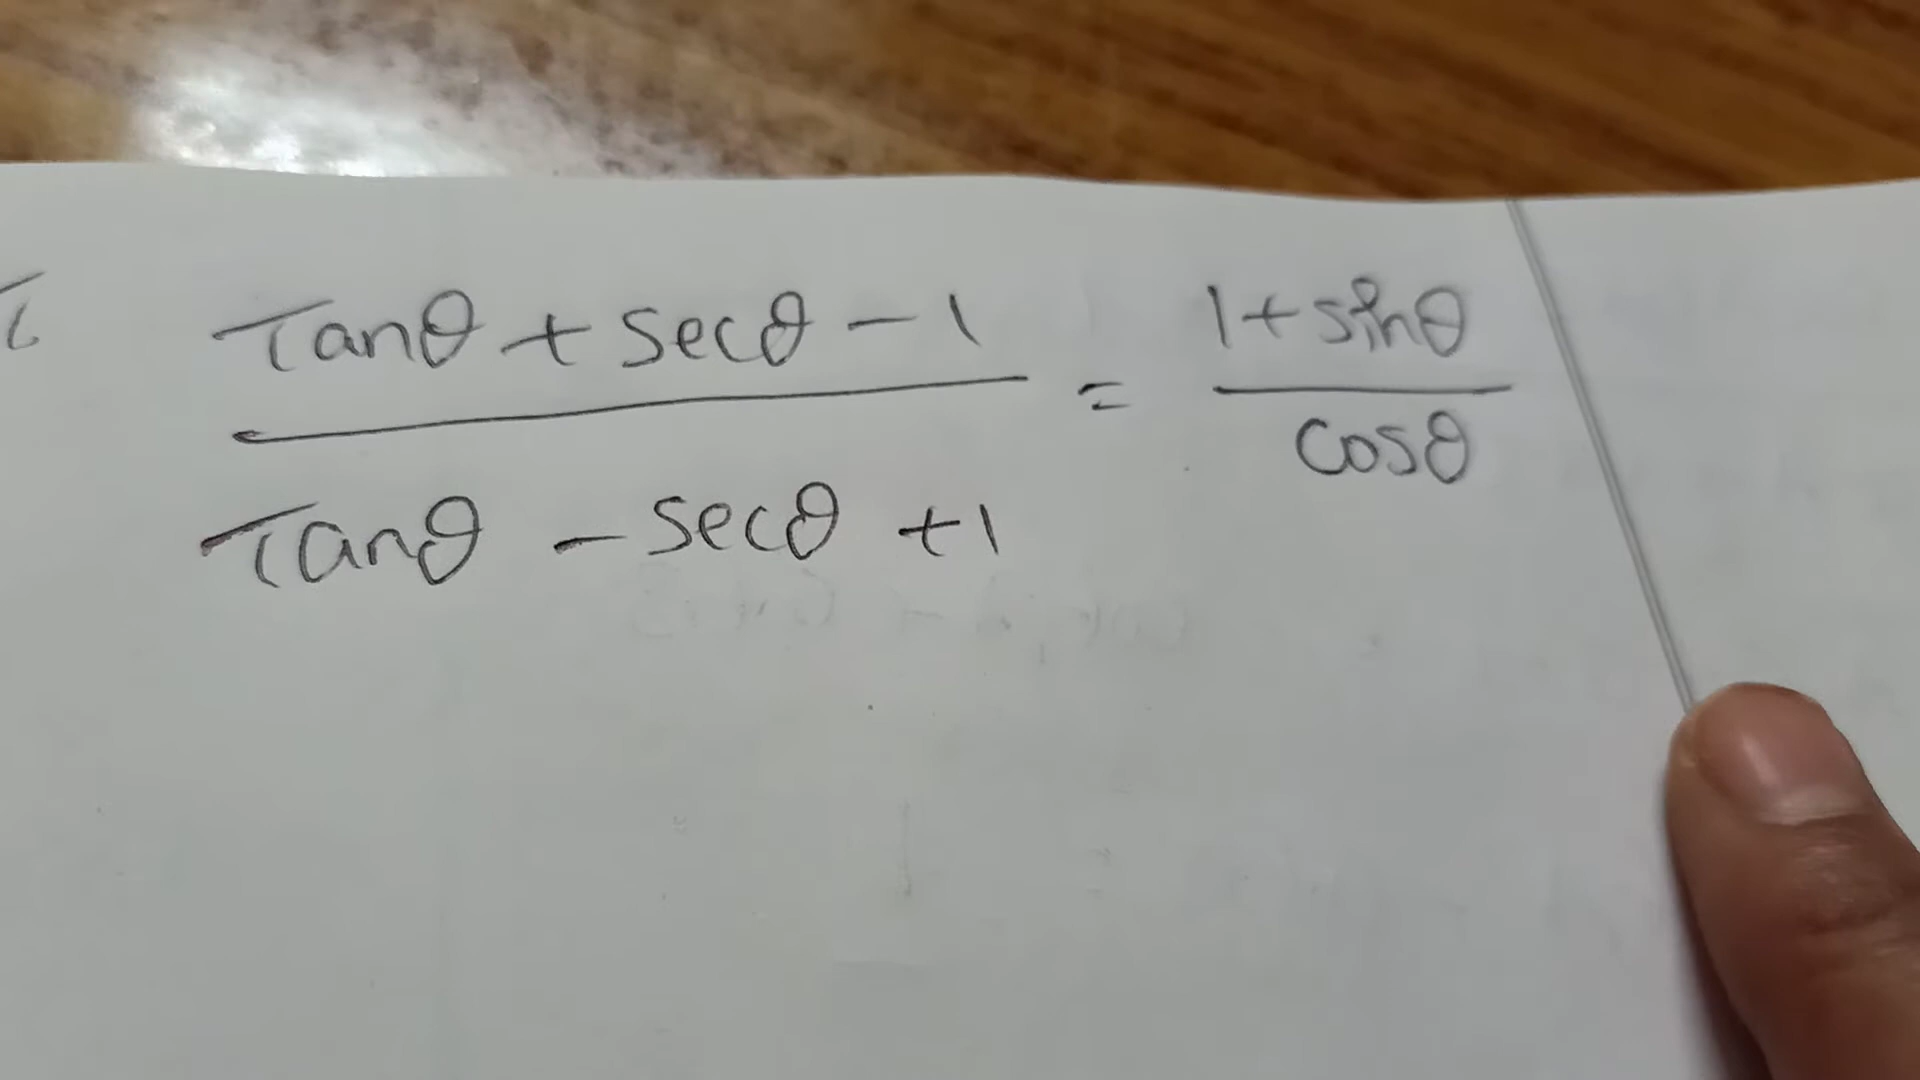 Tanθ + secθ - 1 / Tanθ - secθ + 1 = 1 + sinθ / cosθ